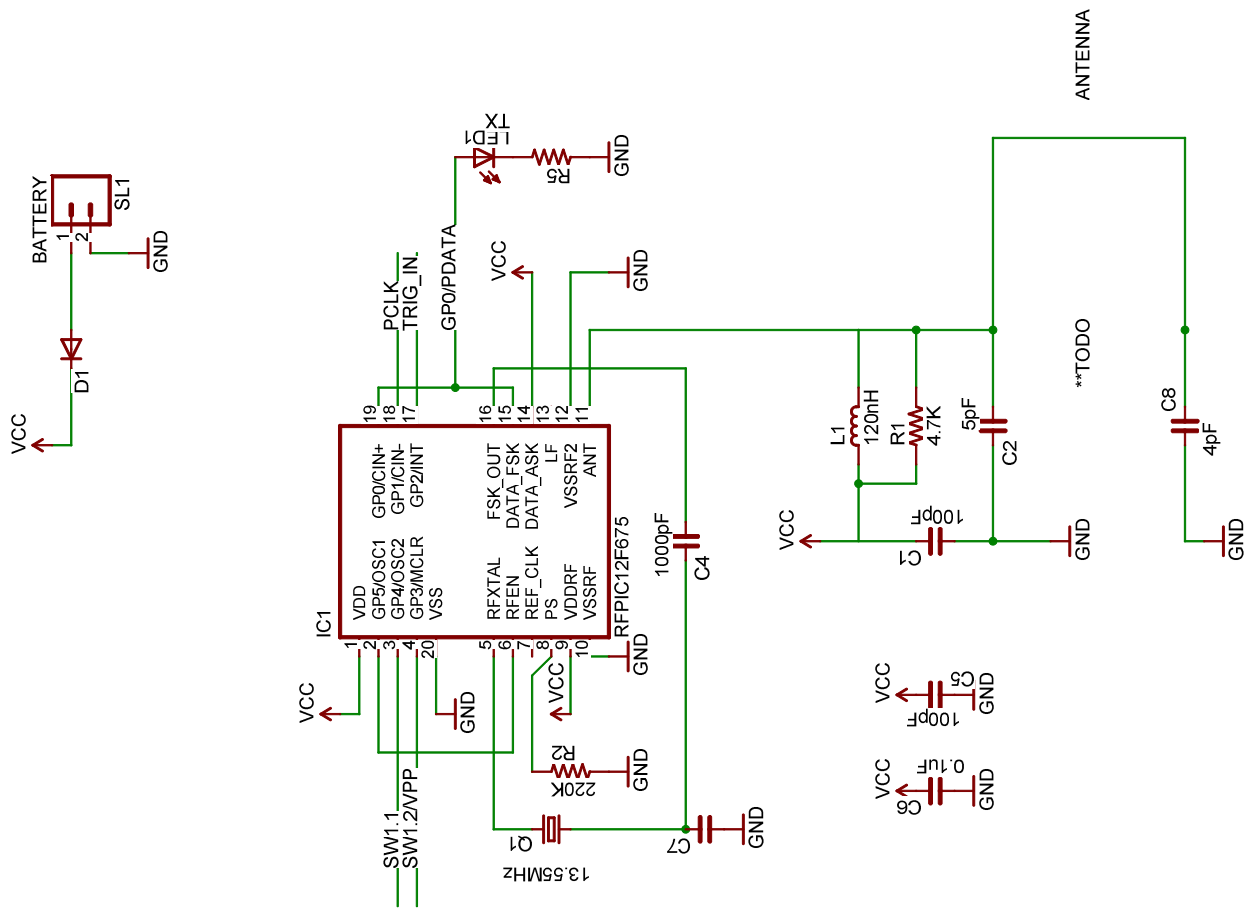 ANTENNA
TX
LED1
R5
GND
BATTERY
SL1
1
2
GND
D1
VCC
PCLK
TRIG_IN
GP0/PDATA
VCC
GND
19
18
17
16
15
14
13
12
11
GP0/CIN+
GP1/CIN-
GP2/INT
FSK_OUT
DATA_FSK
DATA_ASK
LF
VSSRF2
ANT
IC1
VDD
GP5/OSC1
GP4/OSC2
GP3/MCLR
VSS
RFXTAL
RFEN
REF_CLK
PS
VDDRF
VSSRF
RFPIC12F675
1
2
3
4
20
5
6
7
8
9
10
VCC
GND
VCC
GND
R2
220K
GND
SW1.1
SW1.2/VPP
Q1
13.55MHz
C7
GND
1000pF
C4
L1
120nH
R1
4.7K
5pF
C2
**TODO
C8
4pF
VCC
100pF
C1
GND
GND
VCC
C5
100pF
GND
VCC
0.1uF
C6
GND